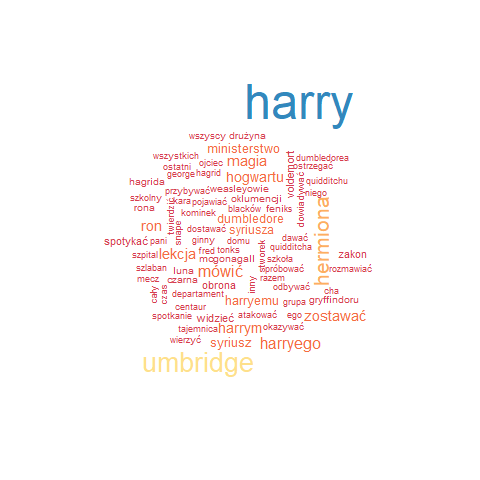 harry
wszyscy drużyna
ministerstwo
wszystkich
magia
voldemort
dumbledprea
ostatni
ojciec
ostrzegać
george
hagrid
hogwartu
dowiadywać
quidditchu
hagrida
przybywać
weasleyowie
niego
szkolny
kara
pojawiać
oklumencji
hermiona
rona
twierdzić
kominek
blacków
feniks
ron
snape
dostawać
dumbledore
syriusza
spotykać
pani
ginny
domu
stworek
dawać
quidditcha
szpital
lekcja
fred
tonks
mcgonagall
szkoła
zakon
szlaban
luna
mówić
spróbować
rozmawiać
mecz
czarna
obrona
inny
razem
odbywać
cały
czas
departament
harryemu
grupa
cha
gryffindoru
centaur
spotkanie
widzieć
atakować
ego
zostawać
tajemnica
harrym
okazywać
wierzyć
syriusz
harryego
umbridge